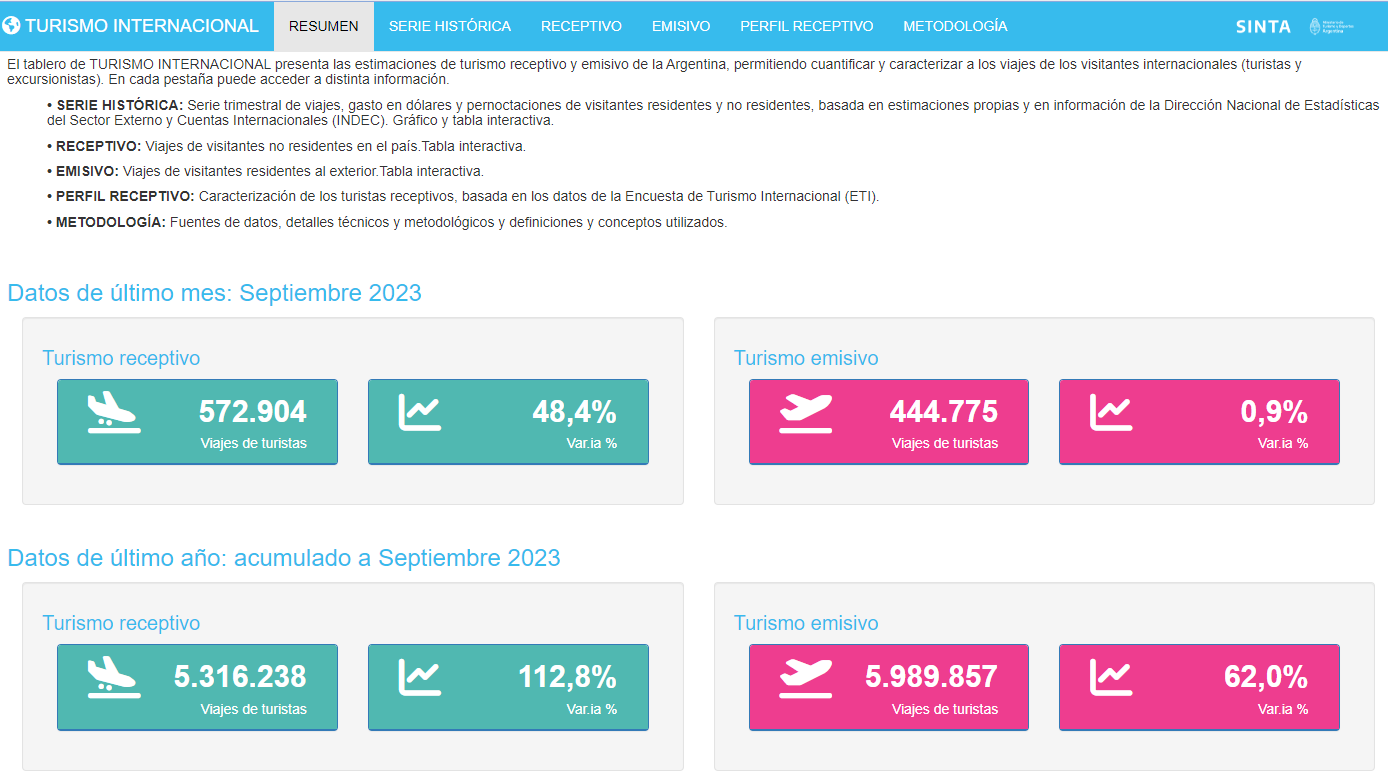 TURISMO INTERNACIONAL RESUMEN SERIE HISTÓRICA RECEPTIVO EMISIVO PERFIL RECEPTIVO METODOLOGÍA SINTA
El tablero de TURISMO INTERNACIONAL presenta las estimaciones de turismo receptivo y emisivo de la Argentina, permitiendo cuantificar y caracterizar a los viajes de los visitantes internacionales (turistas y
excursionistas). En cada pestaña puede acceder a distinta información.
• SERIE HISTÓRICA: Serie trimestral de viajes, gasto en dólares y pernoctaciones de visitantes residentes y no residentes, basada en estimaciones propias y en información de la Dirección Nacional de Estadísticas
del Sector Externo y Cuentas Internacionales (INDEC). Gráfico y tabla interactiva.
• RECEPTIVO: Viajes de visitantes no residentes en el país.Tabla interactiva.
• EMISIVO: Viajes de visitantes residentes al exterior.Tabla interactiva.
• PERFIL RECEPTIVO: Caracterización de los turistas receptivos, basada en los datos de la Encuesta de Turismo Internacional (ETI).
• METODOLOGÍA: Fuentes de datos, detalles técnicos y metodológicos y definiciones y conceptos utilizados.
Datos de último mes: Septiembre 2023
Turismo receptivo
572.904
Viajes de turistas
48,4%
Var.ia %
Turismo emisivo
444.775
Viajes de turistas
0,9%
Var.ia %
Datos de último año: acumulado a Septiembre 2023
Turismo receptivo
5.316.238
Viajes de turistas
112,8%
Var.ia %
Turismo emisivo
5.989.857
Viajes de turistas
62,0%
Var.ia %